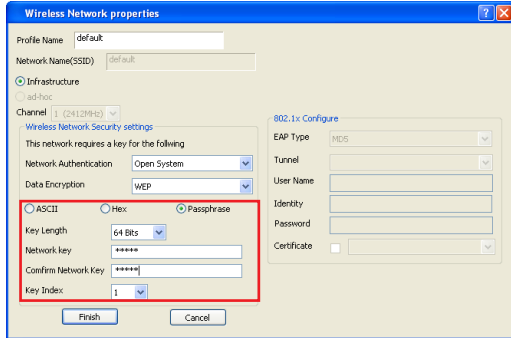 Wireless Network properties
Profile Name default
Network Name(SSID) default
Infrastructure
ad-hoc
Channel 1 (2412MHz)
Wireless Network Security settings
This network requires a key for the follwing
Network Authentication Open System
Data Encryption WEP
ASCII Hex Passphrase
Key Length 64 Bits
Network key *****
Comfirm Network Key *****
Key Index 1
Finish Cancel
802.1x Configure
EAP Type MD5
Tunnel
User Name
Identity
Password
Certificate